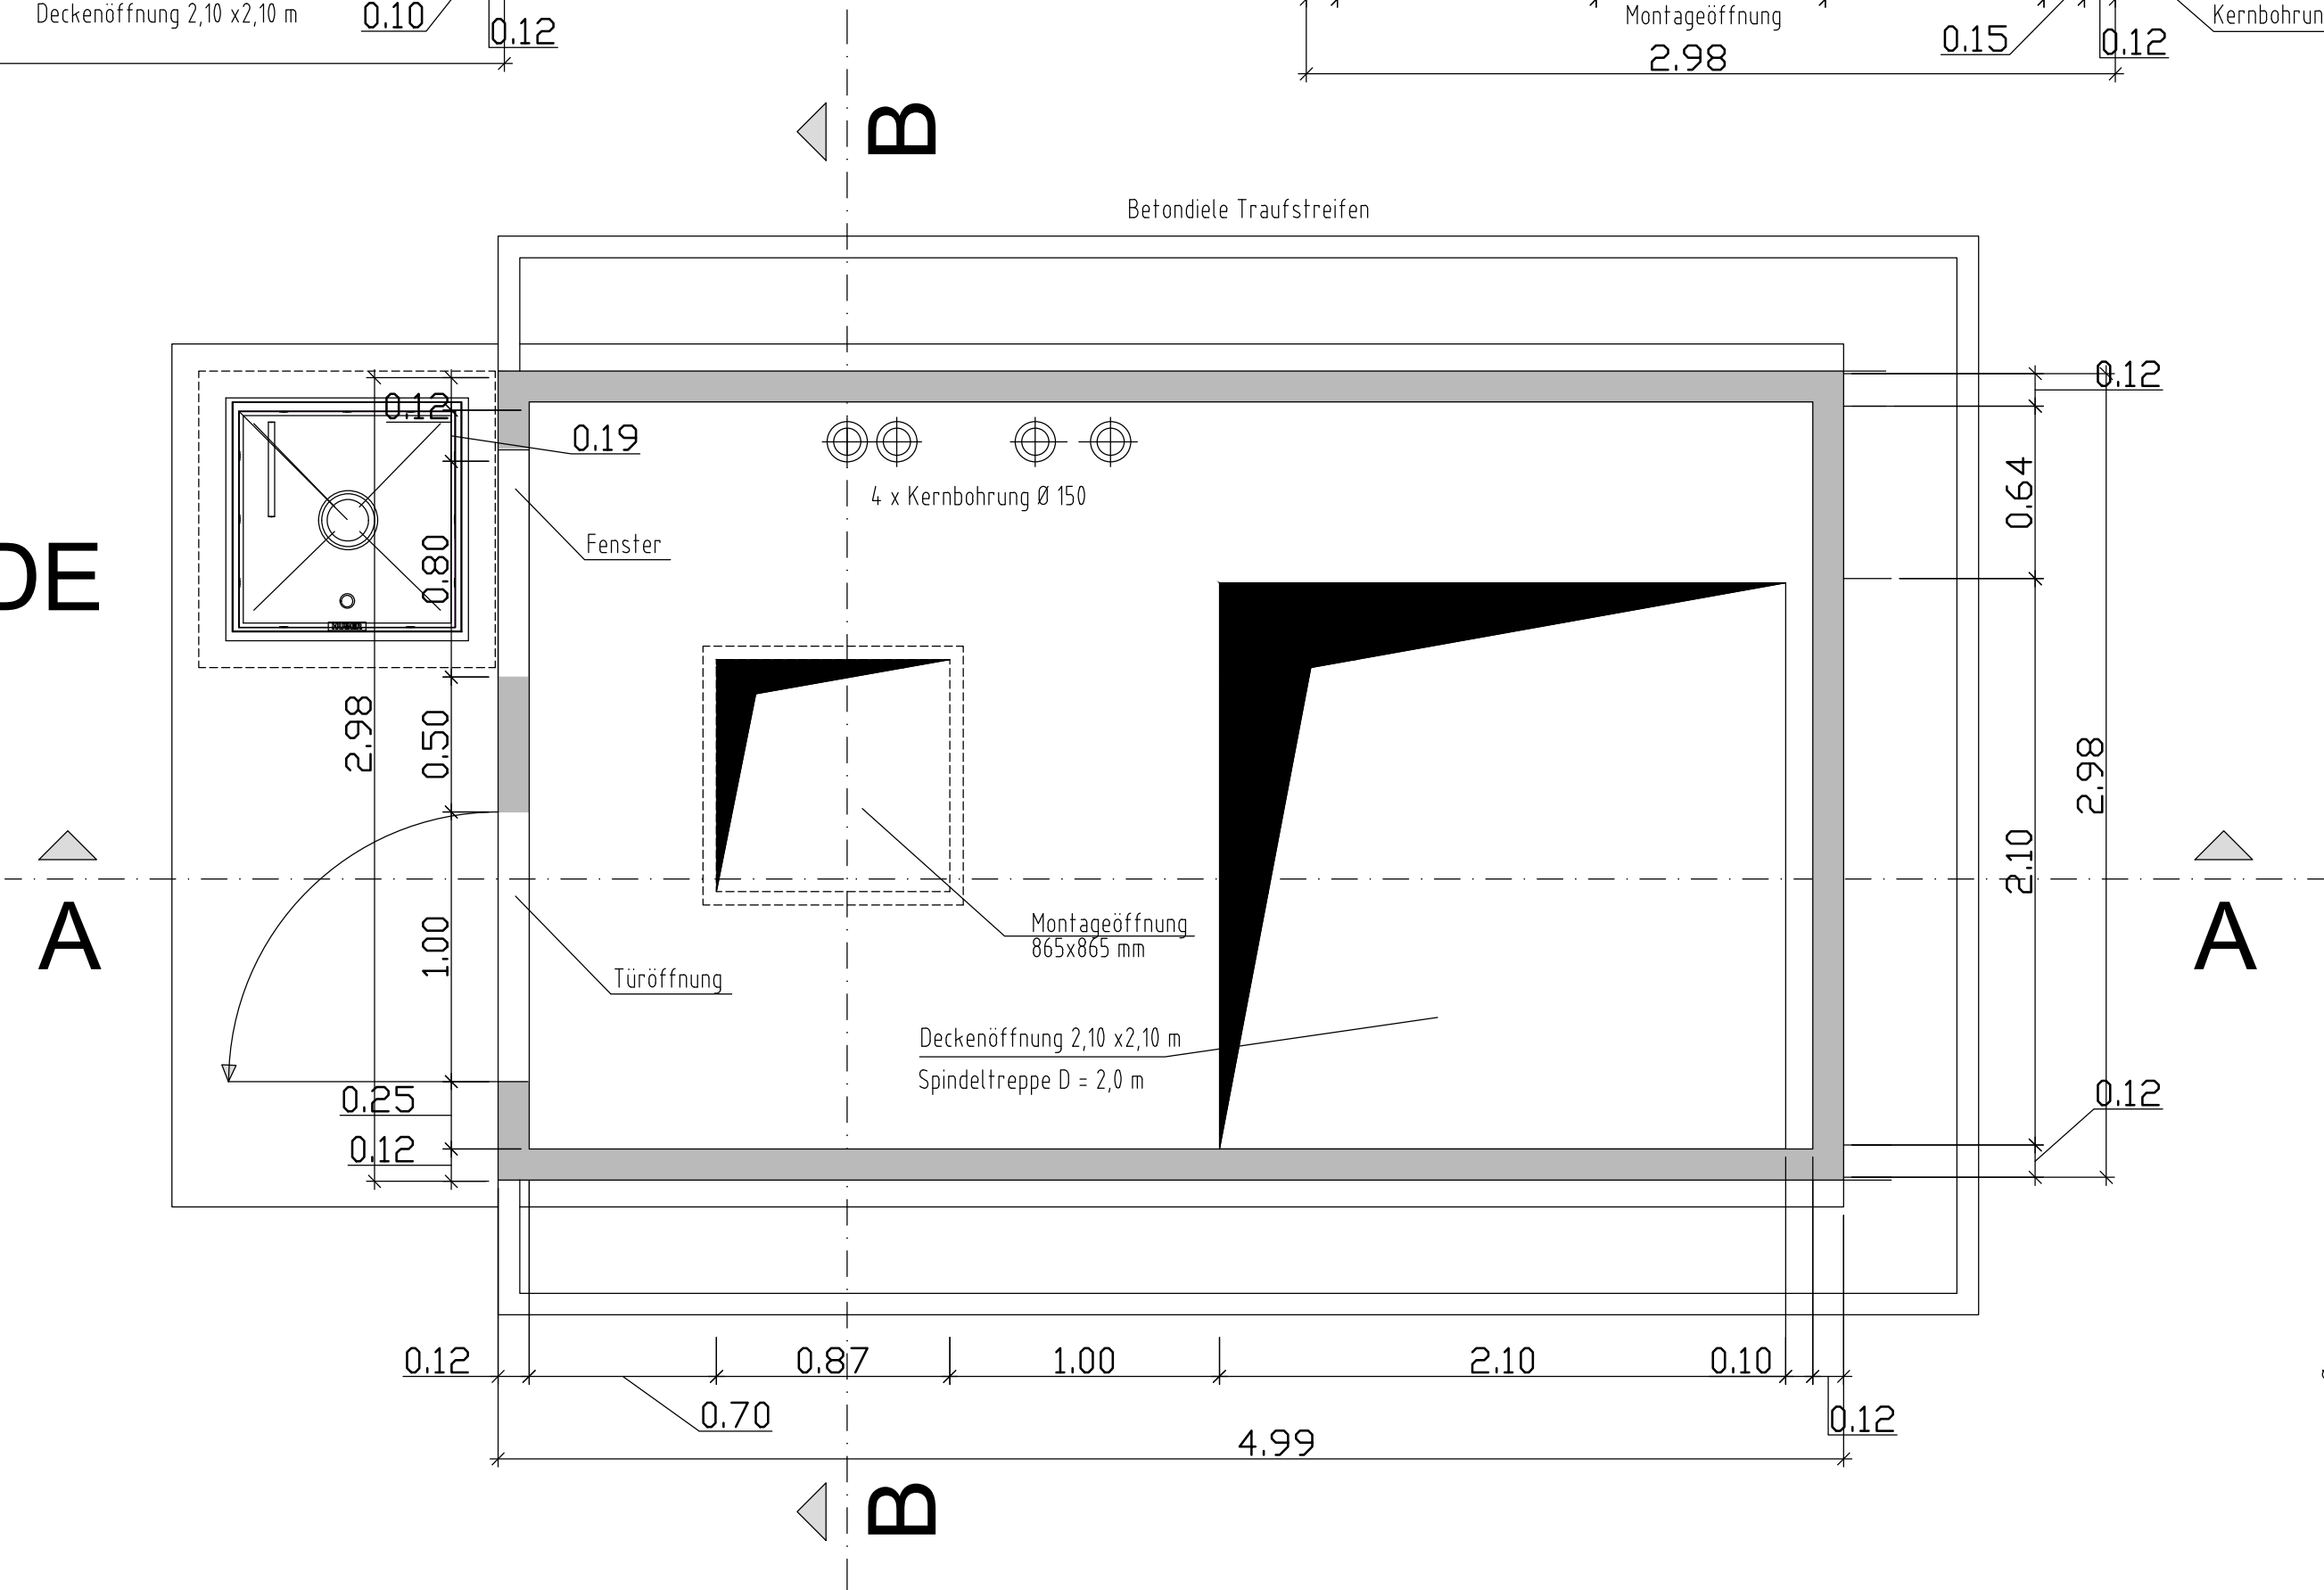 Deckenöffnung 2,10 x2,10 m
0.10
0.12
Montageöffnung
2.98
0.15
0.12
B
Betondiele Traufstreifen
0.12
0.12
0.19
0.64
4 x Kernbohrung Ø 150
Fenster
0.80
DE
2.98
0.50
2.98
2.10
A
A
Montageöffnung
865x865 mm
1.00
Türöffnung
Deckenöffnung 2,10 x2,10 m
Spindeltreppe D = 2,0 m
0.25
0.12
0.12
0.12
0.87
1.00
2.10
0.10
0.70
0.12
4.99
B